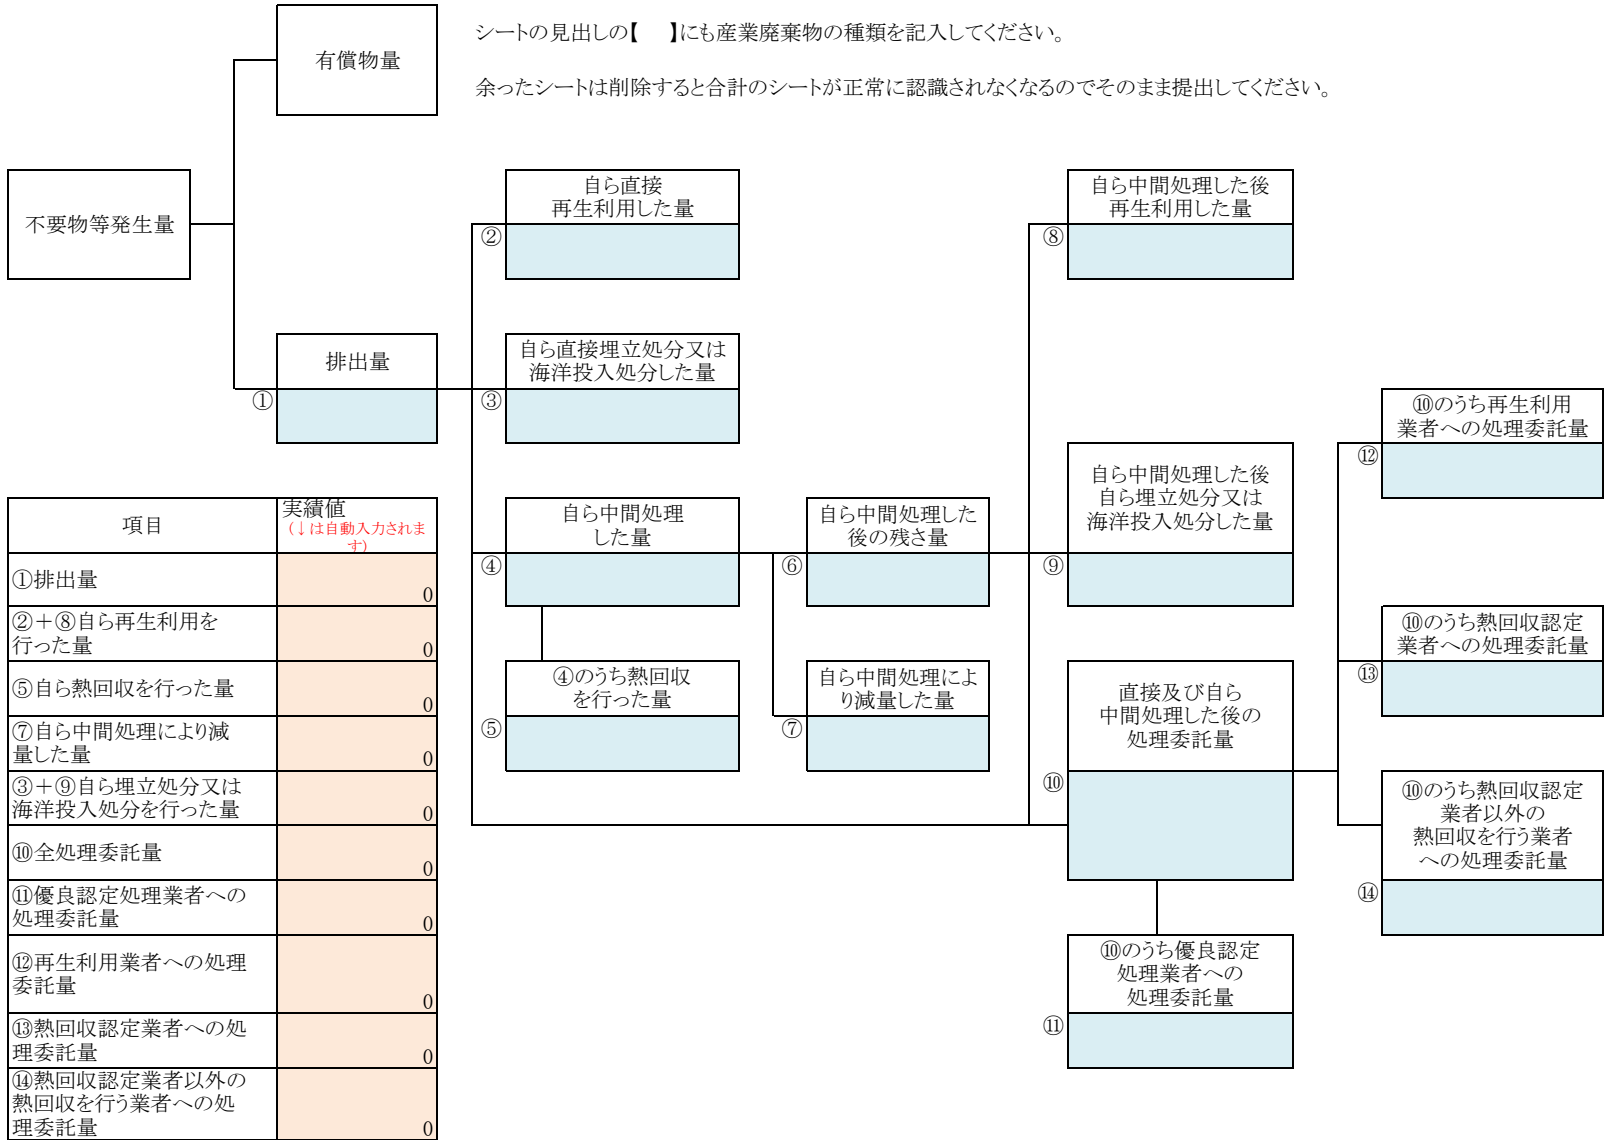 シートの見出しの【　】にも産業廃棄物の種類を記入してください。
余ったシートは削除すると合計のシートが正常に認識されなくなるのでそのまま提出してください。
有償物量
不要物等発生量
自ら直接
再生利用した量
②
自ら中間処理した後
再生利用した量
⑧
排出量
①
自ら直接埋立処分又は
海洋投入処分した量
③
⑩のうち再生利用
業者への処理委託量
⑫
自ら中間処理
した量
④
自ら中間処理した
後の残さ量
⑥
自ら中間処理した後
自ら埋立処分又は
海洋投入処分した量
⑨
⑩のうち熱回収認定
業者への処理委託量
⑬
④のうち熱回収
を行った量
⑤
自ら中間処理によ
り減量した量
⑦
直接及び自ら
中間処理した後の
処理委託量
⑩
⑩のうち熱回収認定
業者以外の
熱回収を行う業者
への処理委託量
⑭
⑩のうち優良認定
処理業者への
処理委託量
⑪
項目
実績値
(↓は自動入力されま
す)
①排出量
0
②＋⑧自ら再生利用を
行った量
0
⑤自ら熱回収を行った量
0
⑦自ら中間処理により減
量した量
0
③＋⑨自ら埋立処分又は
海洋投入処分を行った量
0
⑩全処理委託量
0
⑪優良認定処理業者への
処理委託量
0
⑫再生利用業者への処理
委託量
0
⑬熱回収認定業者への処
理委託量
0
⑭熱回収認定業者以外の
熱回収を行う業者への処
理委託量
0